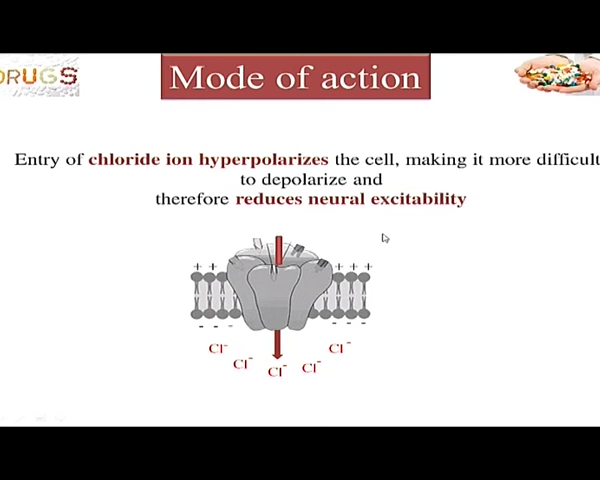 DRUGS
Mode of action
Entry of chloride ion hyperpolarizes the cell, making it more difficult
to depolarize and
therefore reduces neural excitability
+ + + + +
- - - - -
Cl⁻ Cl⁻
Cl⁻ Cl⁻ Cl⁻